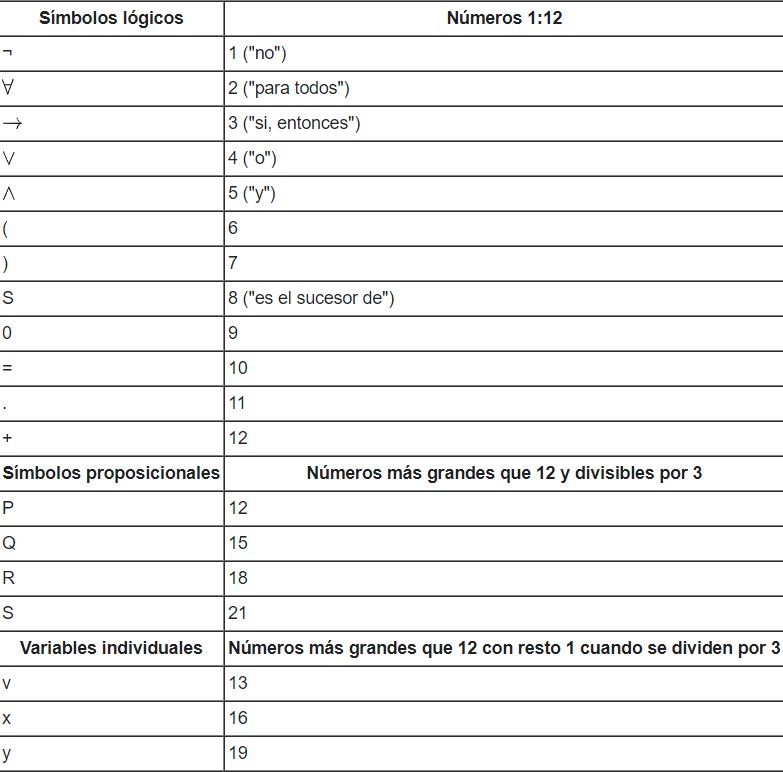 Símbolos lógicos Números 1:12
¬ 1 ("no")
∀ 2 ("para todos")
→ 3 ("si, entonces")
∨ 4 ("o")
∧ 5 ("y")
( 6
) 7
S 8 ("es el sucesor de")
0 9
= 10
. 11
+ 12
Símbolos proposicionales Números más grandes que 12 y divisibles por 3
P 12
Q 15
R 18
S 21
Variables individuales Números más grandes que 12 con resto 1 cuando se dividen por 3
v 13
x 16
y 19